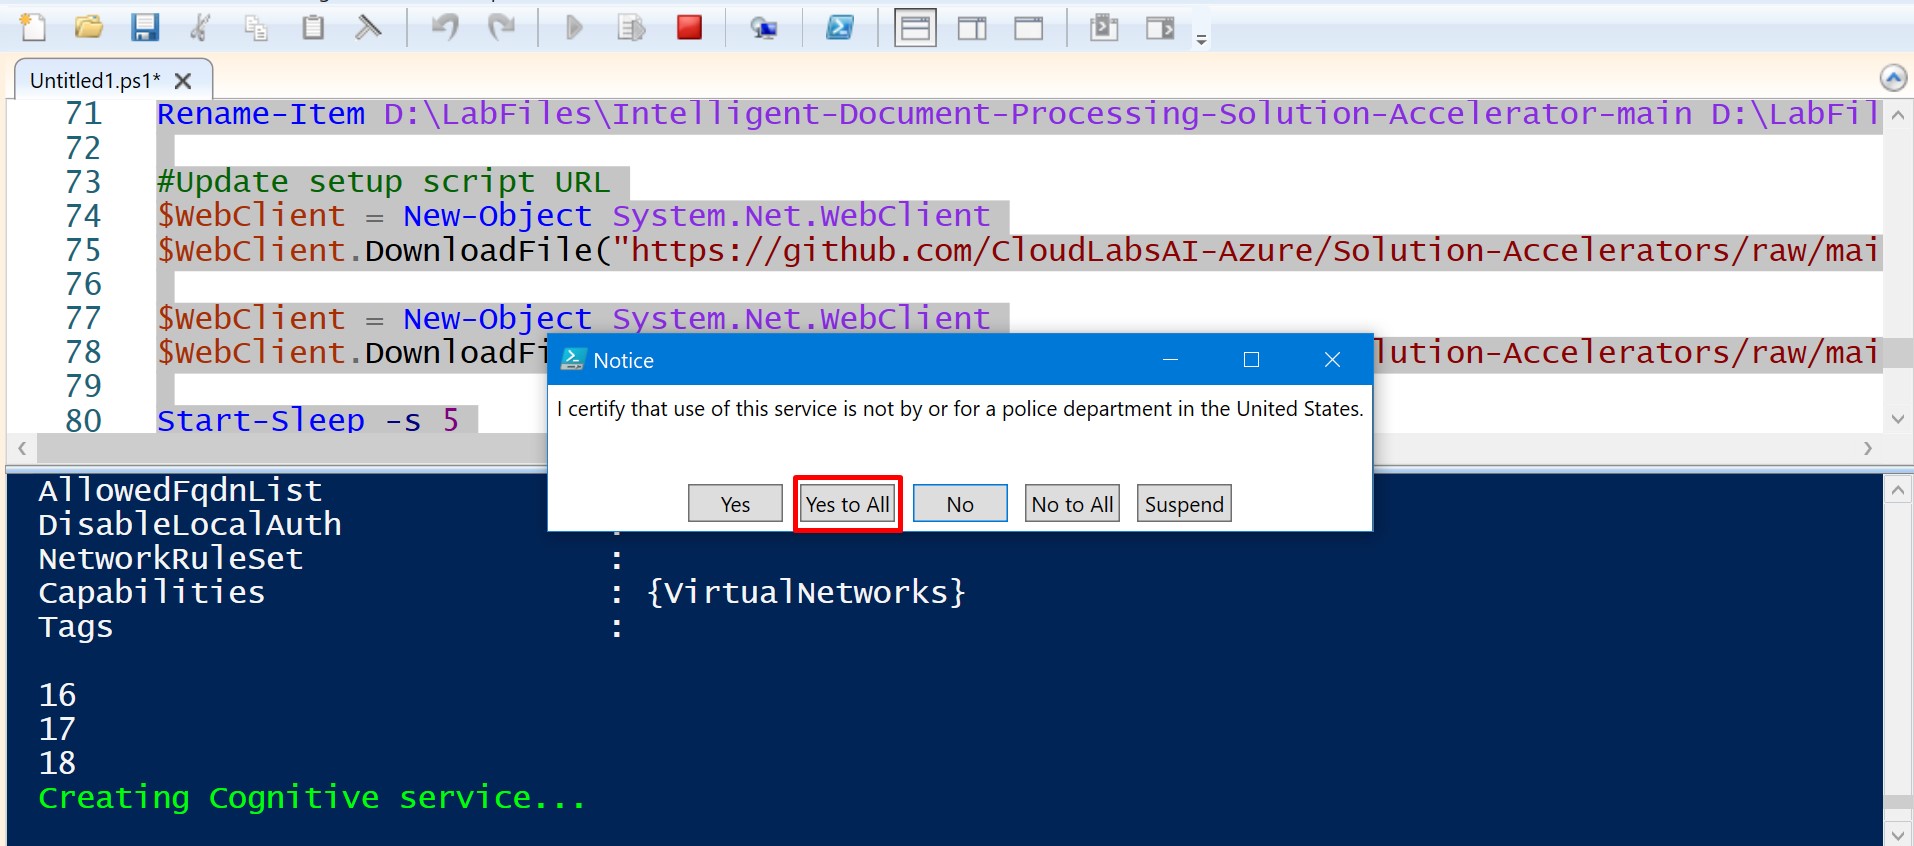 Untitled1.ps1* X
71 Rename-Item D:\LabFiles\Intelligent-Document-Processing-Solution-Accelerator-main D:\LabFil
72
73 #Update setup script URL
74 $WebClient = New-Object System.Net.WebClient
75 $WebClient.DownloadFile("https://github.com/CloudLabsAI-Azure/Solution-Accelerators/raw/mai
76
77 $WebClient = New-Object System.Net.WebClient
78 $WebClient.DownloadFi lution-Accelerators/raw/mai
79
80 Start-Sleep -s 5
Notice
I certify that use of this service is not by or for a police department in the United States.
Yes Yes to All No No to All Suspend
AllowedFqdnList
DisableLocalAuth :
NetworkRuleSet :
Capabilities : {VirtualNetworks}
Tags :
16
17
18
Creating Cognitive service...